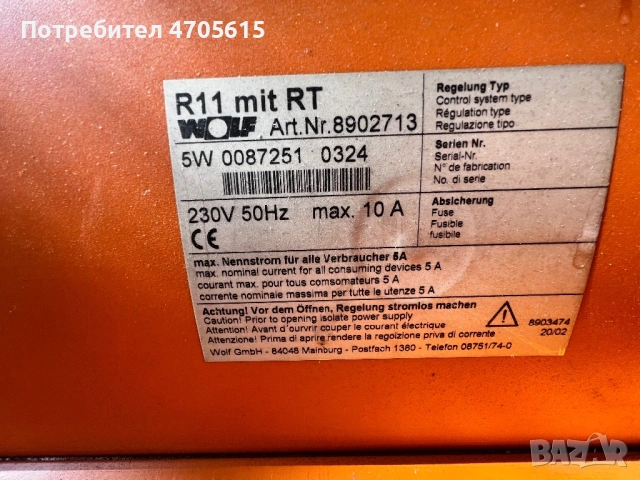 Потребител 4705615
R11 mit RT
WOLF Art.Nr.8902713
5W 0087251 0324
230V 50Hz max. 10 A
CE
Regelung Typ
Control system type
Régulation type
Regulazione tipo
Serien Nr.
Serial-Nr.
N° de fabrication
No. di serie
Absicherung
Fuse
Fusible
fusibile
max. Nennstrom für alle Verbraucher 5A
max. nominal current for all consuming devices 5 A
courant max. pour tous comsomateurs 5 A
corrente nominale massima per tutte le utenze 5 A
Achtung! Vor dem Öffnen, Regelung stromlos machen
Caution! Prior to opening isolate power supply
Attention! Avant d'ouvrir couper le courant électrique
Attenzione! Prima di aprire rendere la regoizione priva di corrente
Wolf GmbH - 84048 Mainburg - Postfach 1380 - Telefon 08751/74-0
8903474
20/02
BAZAR